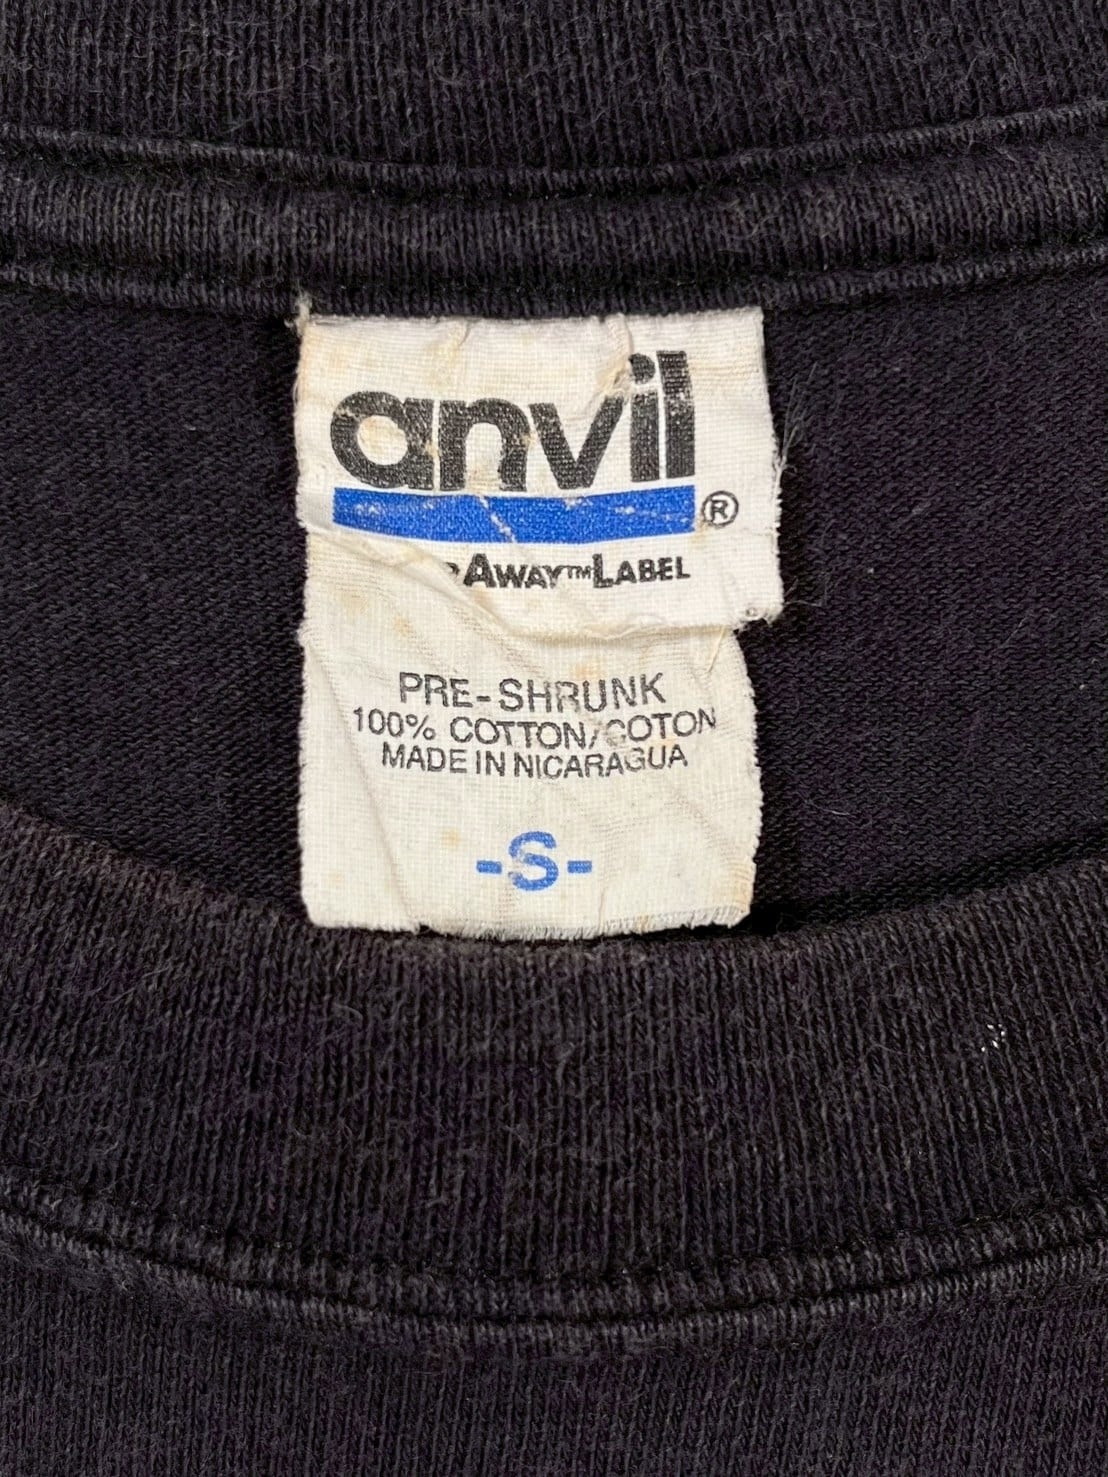 anvil®
Away™Label
PRE-SHRUNK
100% COTTON/COTON
MADE IN NICARAGUA
-S-